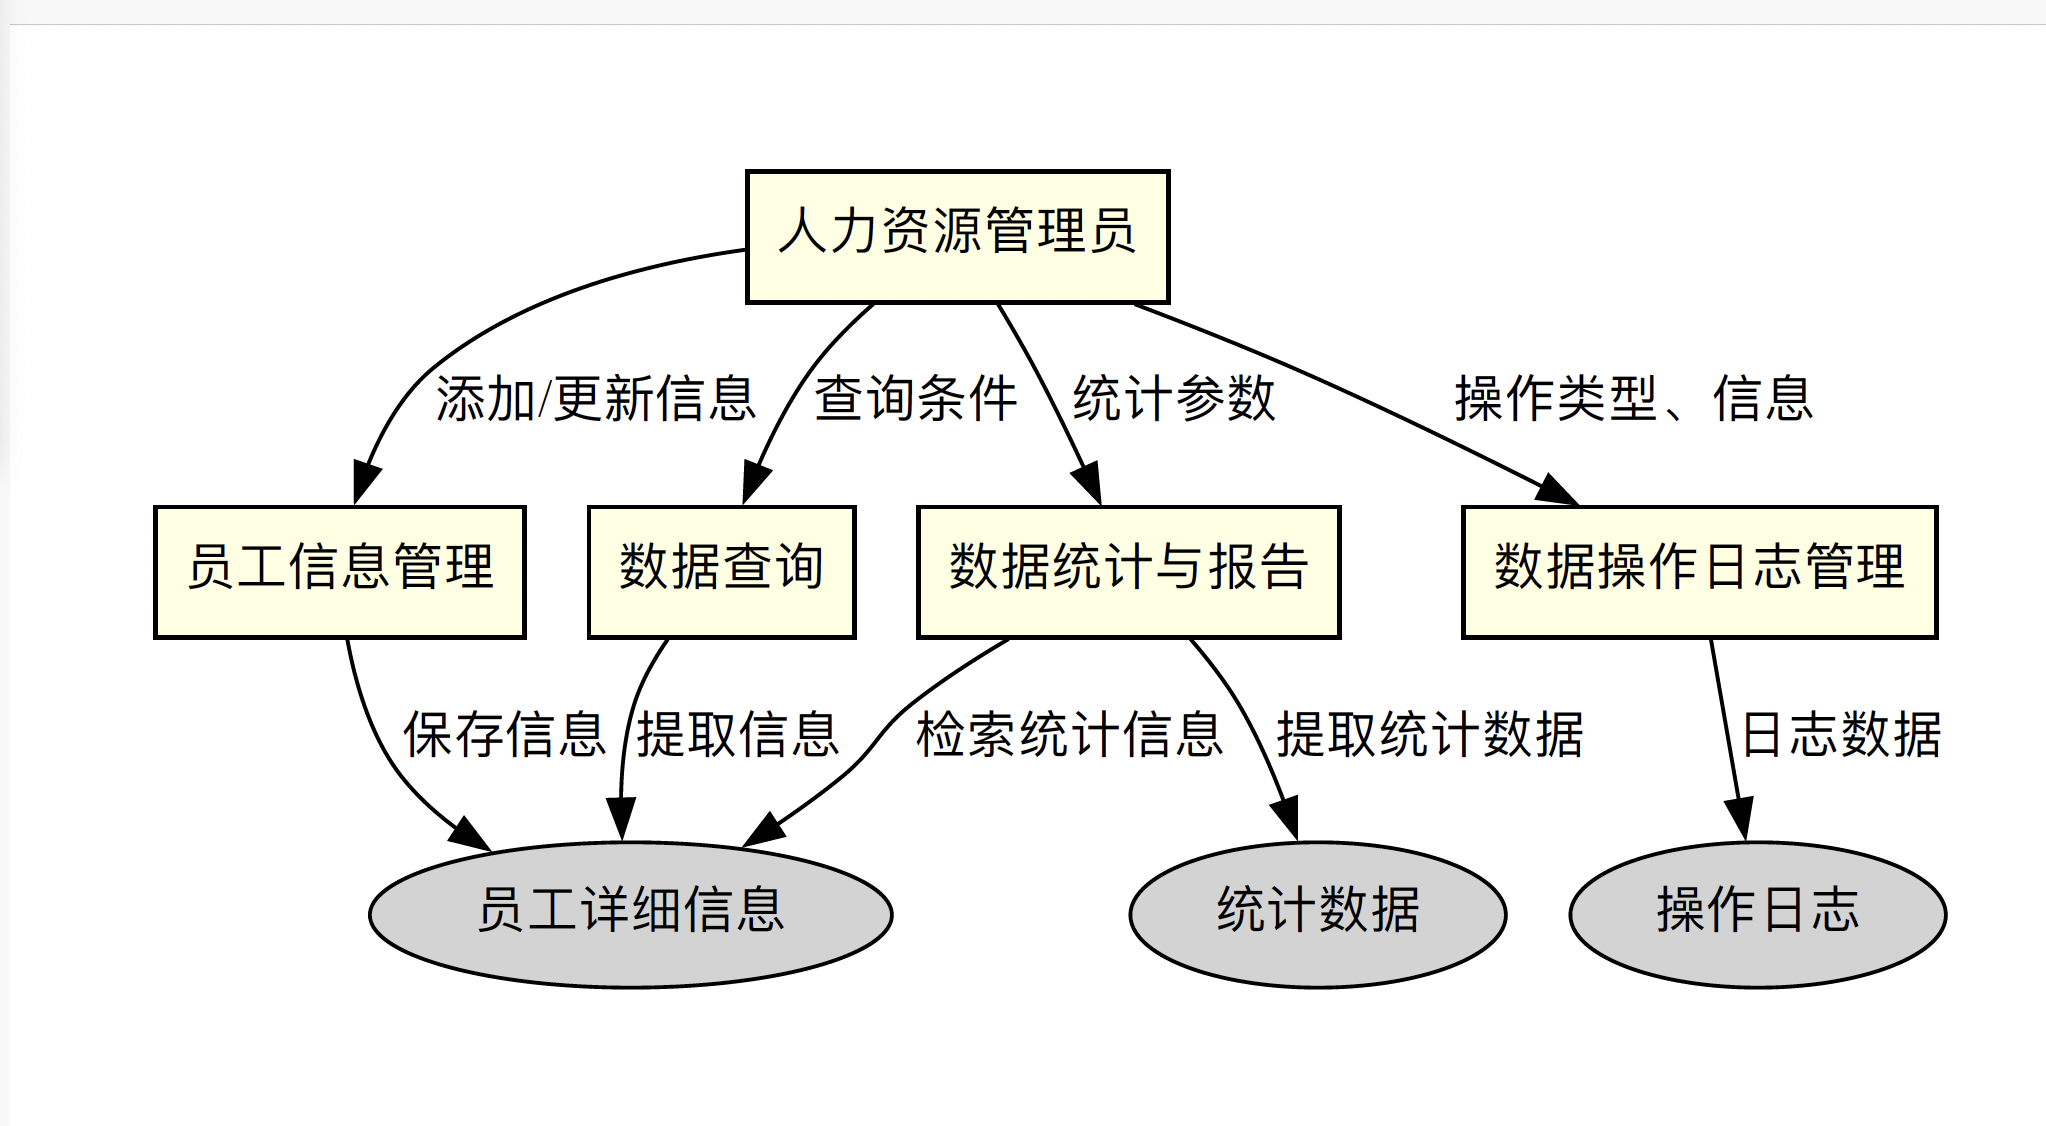 人力资源管理员
添加/更新信息
查询条件
统计参数
操作类型、信息
员工信息管理
数据查询
数据统计与报告
数据操作日志管理
保存信息
提取信息
检索统计信息
提取统计数据
日志数据
员工详细信息
统计数据
操作日志